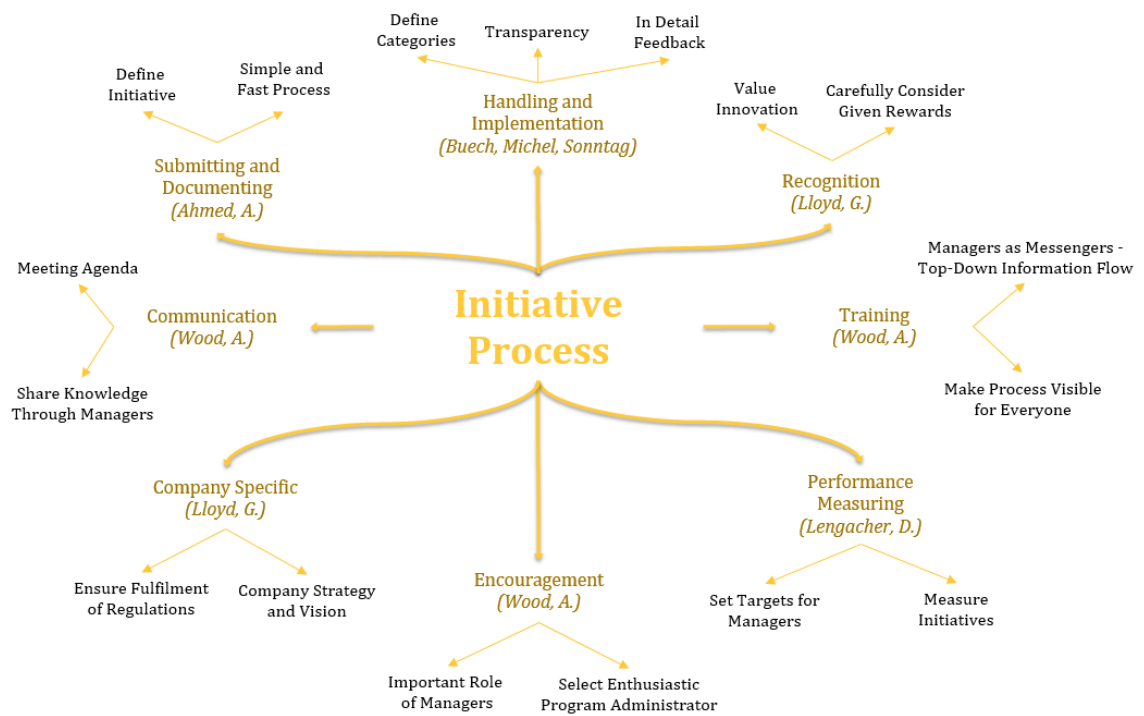 Define
Categories
Transparency
In Detail
Feedback
Define
Initiative
Simple and
Fast Process
Handling and
Implementation
(Buech, Michel, Sonntag)
Value
Innovation
Carefully Consider
Given Rewards
Submitting and
Documenting
(Ahmed, A.)
Recognition
(Lloyd, G.)
Meeting Agenda
Communication
(Wood, A.)
Share Knowledge
Through Managers
Initiative
Process
Training
(Wood, A.)
Managers as Messengers -
Top-Down Information Flow
Make Process Visible
for Everyone
Company Specific
(Lloyd, G.)
Ensure Fulfilment
of Regulations
Company Strategy
and Vision
Encouragement
(Wood, A.)
Important Role
of Managers
Select Enthusiastic
Program Administrator
Performance
Measuring
(Lengacher, D.)
Set Targets for
Managers
Measure
Initiatives